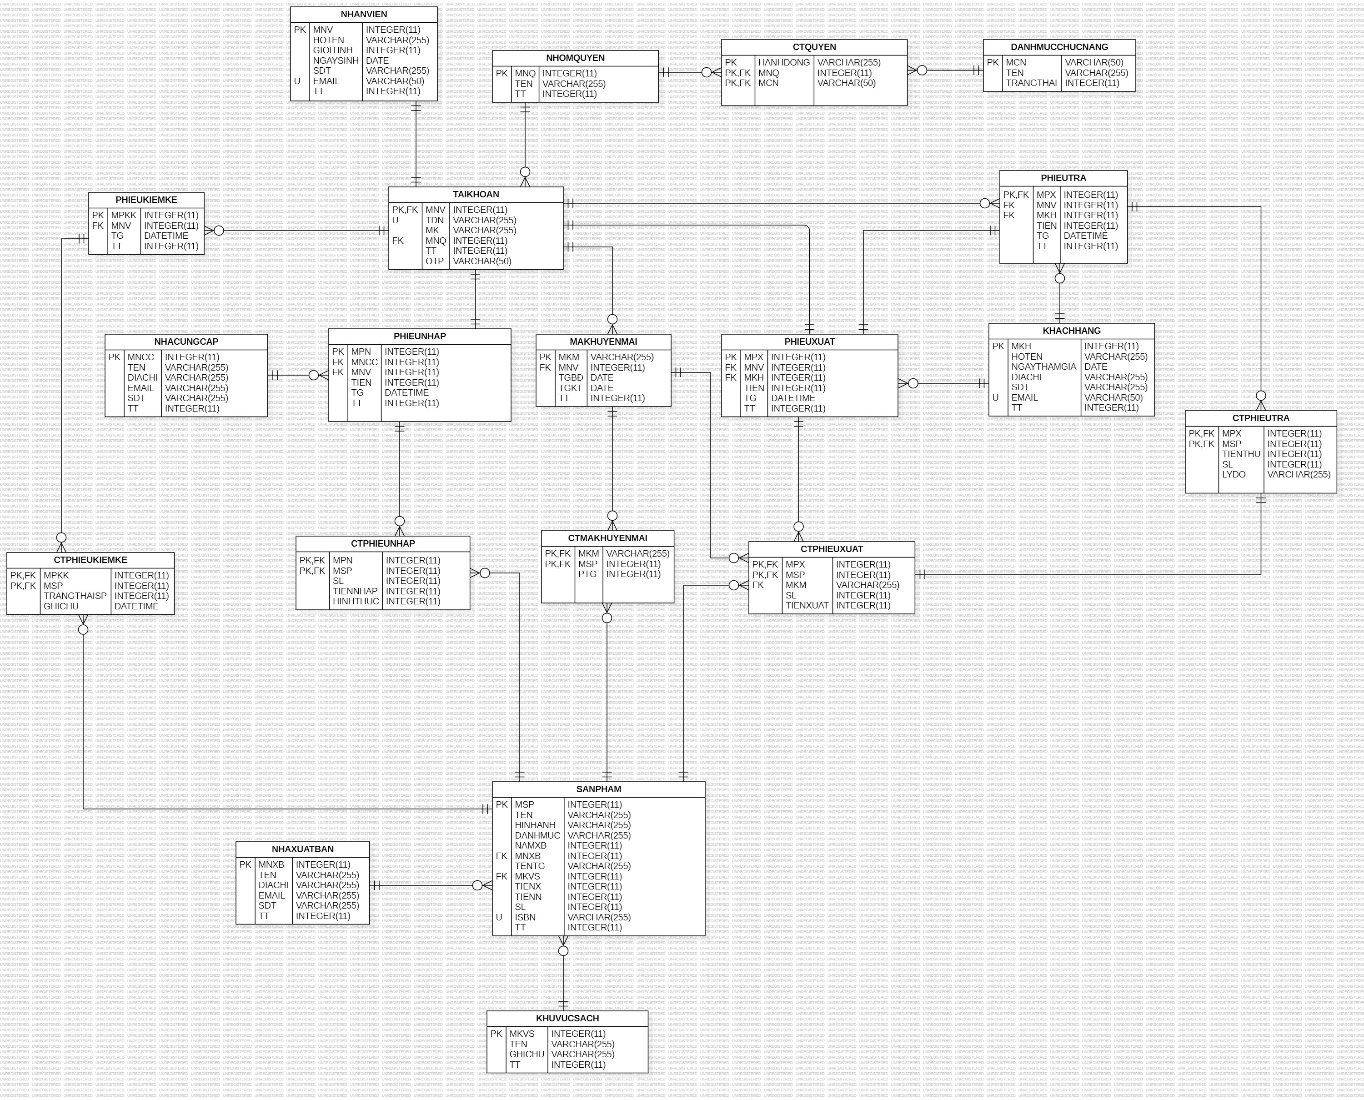 NHANVIEN
PK MNV INTEGER(11)
HOTEN VARCHAR(255)
GIOITINH INTEGER(11)
NGAYSINH DATE
SDT VARCHAR(255)
U EMAIL VARCHAR(50)
TT INTEGER(11)
NHOMQUYEN
PK MNQ INTEGER(11)
TEN VARCHAR(255)
TT INTEGER(11)
CTQUYEN
PK HANHDONG VARCHAR(255)
PK,FK MNQ INTEGER(11)
PK,FK MCN VARCHAR(50)
DANHMUCCHUCNANG
PK MCN VARCHAR(50)
TEN VARCHAR(255)
TRANGTHAI INTEGER(11)
PHIEUKIEMKE
PK MPKK INTEGER(11)
FK MNV INTEGER(11)
TG DATETIME
TT INTEGER(11)
TAIKHOAN
PK,FK MNV INTEGER(11)
U TDN VARCHAR(255)
MK VARCHAR(255)
FK MNQ INTEGER(11)
TT INTEGER(11)
OTP VARCHAR(50)
PHIEUTRA
PK,FK MPX INTEGER(11)
FK MNV INTEGER(11)
FK MKH INTEGER(11)
TIEN INTEGER(11)
TG DATETIME
TT INTEGER(11)
NHACUNGCAP
PK MNCC INTEGER(11)
TEN VARCHAR(255)
DIACHI VARCHAR(255)
EMAIL VARCHAR(255)
SDT VARCHAR(255)
TT INTEGER(11)
PHIEUNHAP
PK MPN INTEGER(11)
FK MNCC INTEGER(11)
FK MNV INTEGER(11)
TIEN INTEGER(11)
TG DATETIME
TT INTEGER(11)
MAKHUYENMAI
PK MKM VARCHAR(255)
FK MNV INTEGER(11)
TGBĐ DATE
TGKT DATE
TT INTEGER(11)
PHIEUXUAT
PK MPX INTEGER(11)
FK MNV INTEGER(11)
FK MKH INTEGER(11)
TIEN INTEGER(11)
TG DATETIME
TT INTEGER(11)
KHACHHANG
PK MKH INTEGER(11)
HOTEN VARCHAR(255)
NGAYTHAMGIA DATE
DIACHI VARCHAR(255)
SDT VARCHAR(255)
U EMAIL VARCHAR(50)
TT INTEGER(11)
CTPHIEUTRA
PK,FK MPX INTEGER(11)
PK,FK MSP INTEGER(11)
TIENTHU INTEGER(11)
SL INTEGER(11)
LYDO VARCHAR(255)
CTPHIEUKIEMKE
PK,FK MPKK INTEGER(11)
PK,FK MSP INTEGER(11)
TRANGTHAISP INTEGER(11)
GHICHU DATETIME
CTPHIEUNHAP
PK,FK MPN INTEGER(11)
PK,FK MSP INTEGER(11)
SL INTEGER(11)
TIENNHAP INTEGER(11)
HINHTHUC INTEGER(11)
CTMAKHUYENMAI
PK,FK MKM VARCHAR(255)
PK,FK MSP INTEGER(11)
PTG INTEGER(11)
CTPHIEUXUAT
PK,FK MPX INTEGER(11)
PK,FK MSP INTEGER(11)
FK MKM VARCHAR(255)
SL INTEGER(11)
TIENXUAT INTEGER(11)
SANPHAM
PK MSP INTEGER(11)
TEN VARCHAR(255)
HINHANH VARCHAR(255)
DANHMUC VARCHAR(255)
NAMXB INTEGER(11)
FK MNXB INTEGER(11)
TENTG VARCHAR(255)
FK MKVS INTEGER(11)
TIENX INTEGER(11)
TIENN INTEGER(11)
SL INTEGER(11)
U ISBN VARCHAR(255)
TT INTEGER(11)
NHAXUATBAN
PK MNXB INTEGER(11)
TEN VARCHAR(255)
DIACHI VARCHAR(255)
EMAIL VARCHAR(255)
SDT VARCHAR(255)
TT INTEGER(11)
KHUVUCSACH
PK MKVS INTEGER(11)
TEN VARCHAR(255)
GHICHU VARCHAR(255)
TT INTEGER(11)